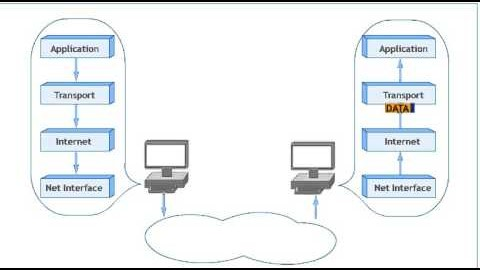 Application
Transport
Internet
Net Interface
Application
Transport
DATA
Internet
Net Interface